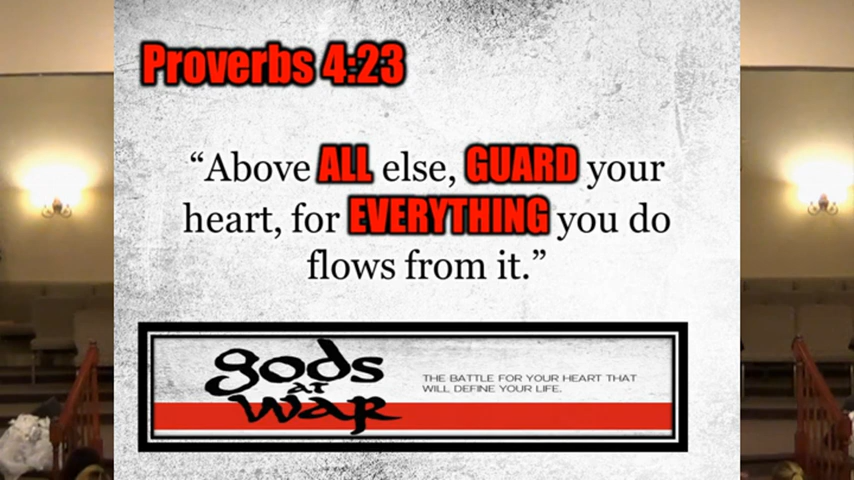 Proverbs 4:23
“Above ALL else, GUARD your
heart, for EVERYTHING you do
flows from it.”
gods
AT
war
THE BATTLE FOR YOUR HEART THAT
WILL DEFINE YOUR LIFE.